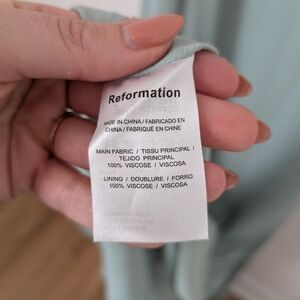 Reformation
MADE IN CHINA / FABRICADO EN
CHINA / FABRIQUÉ EN CHINE
MAIN FABRIC / TISSU PRINCIPAL /
TEJIDO PRINCIPAL
100% VISCOSE / VISCOSA
LINING / DOUBLURE / FORRO
100% VISCOSE / VISCOSA